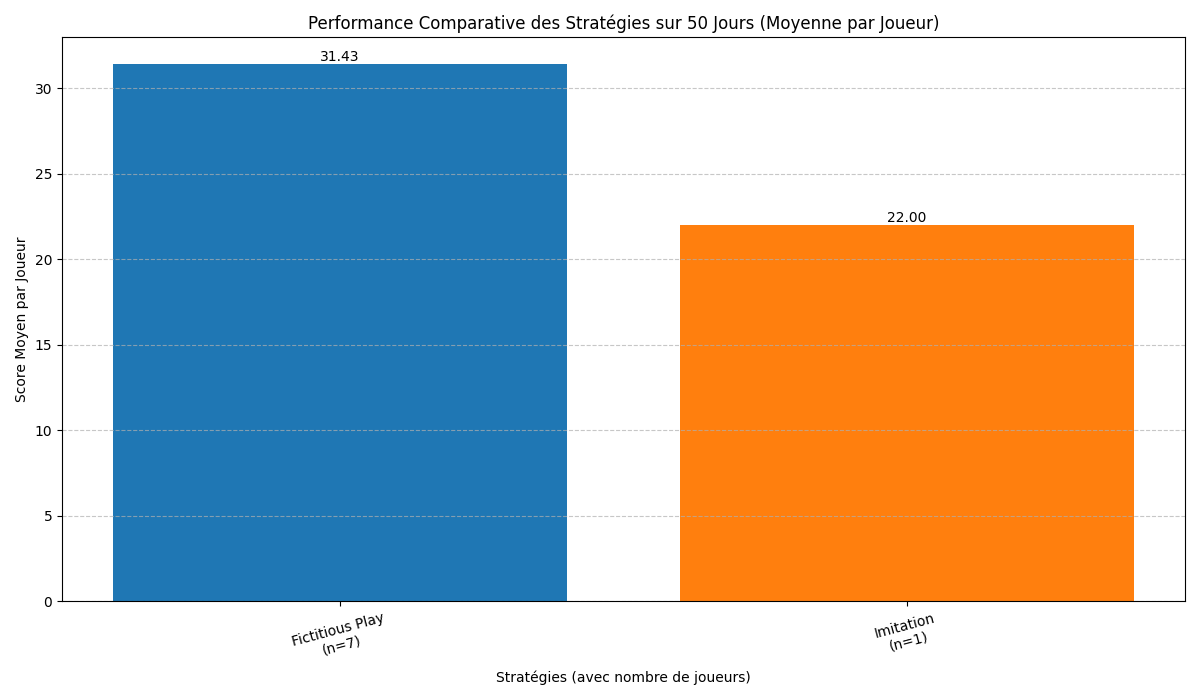 Performance Comparative des Stratégies sur 50 Jours (Moyenne par Joueur)
31.43
22.00
30
25
20
15
10
5
0
Score Moyen par Joueur
Fictitious Play
(n=7)
Imitation
(n=1)
Stratégies (avec nombre de joueurs)